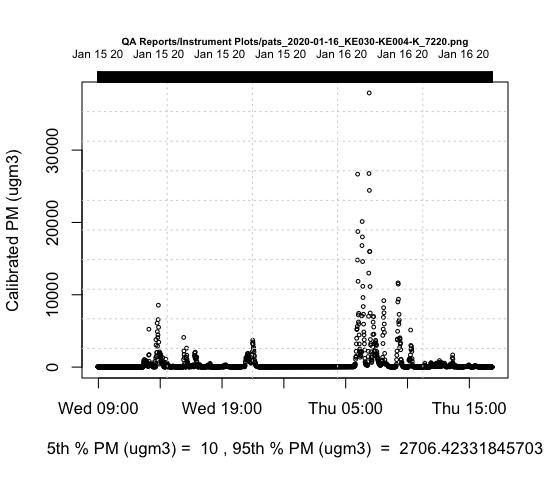 QA Reports/Instrument Plots/pats_2020-01-16_KE030-KE004-K_7220.png
Jan 15 20 Jan 15 20 Jan 15 20 Jan 15 20 Jan 16 20 Jan 16 20 Jan 16 20
Calibrated PM (ugm3)
30000
20000
10000
0
Wed 09:00 Wed 19:00 Thu 05:00 Thu 15:00
5th % PM (ugm3) = 10 , 95th % PM (ugm3) = 2706.42331845703